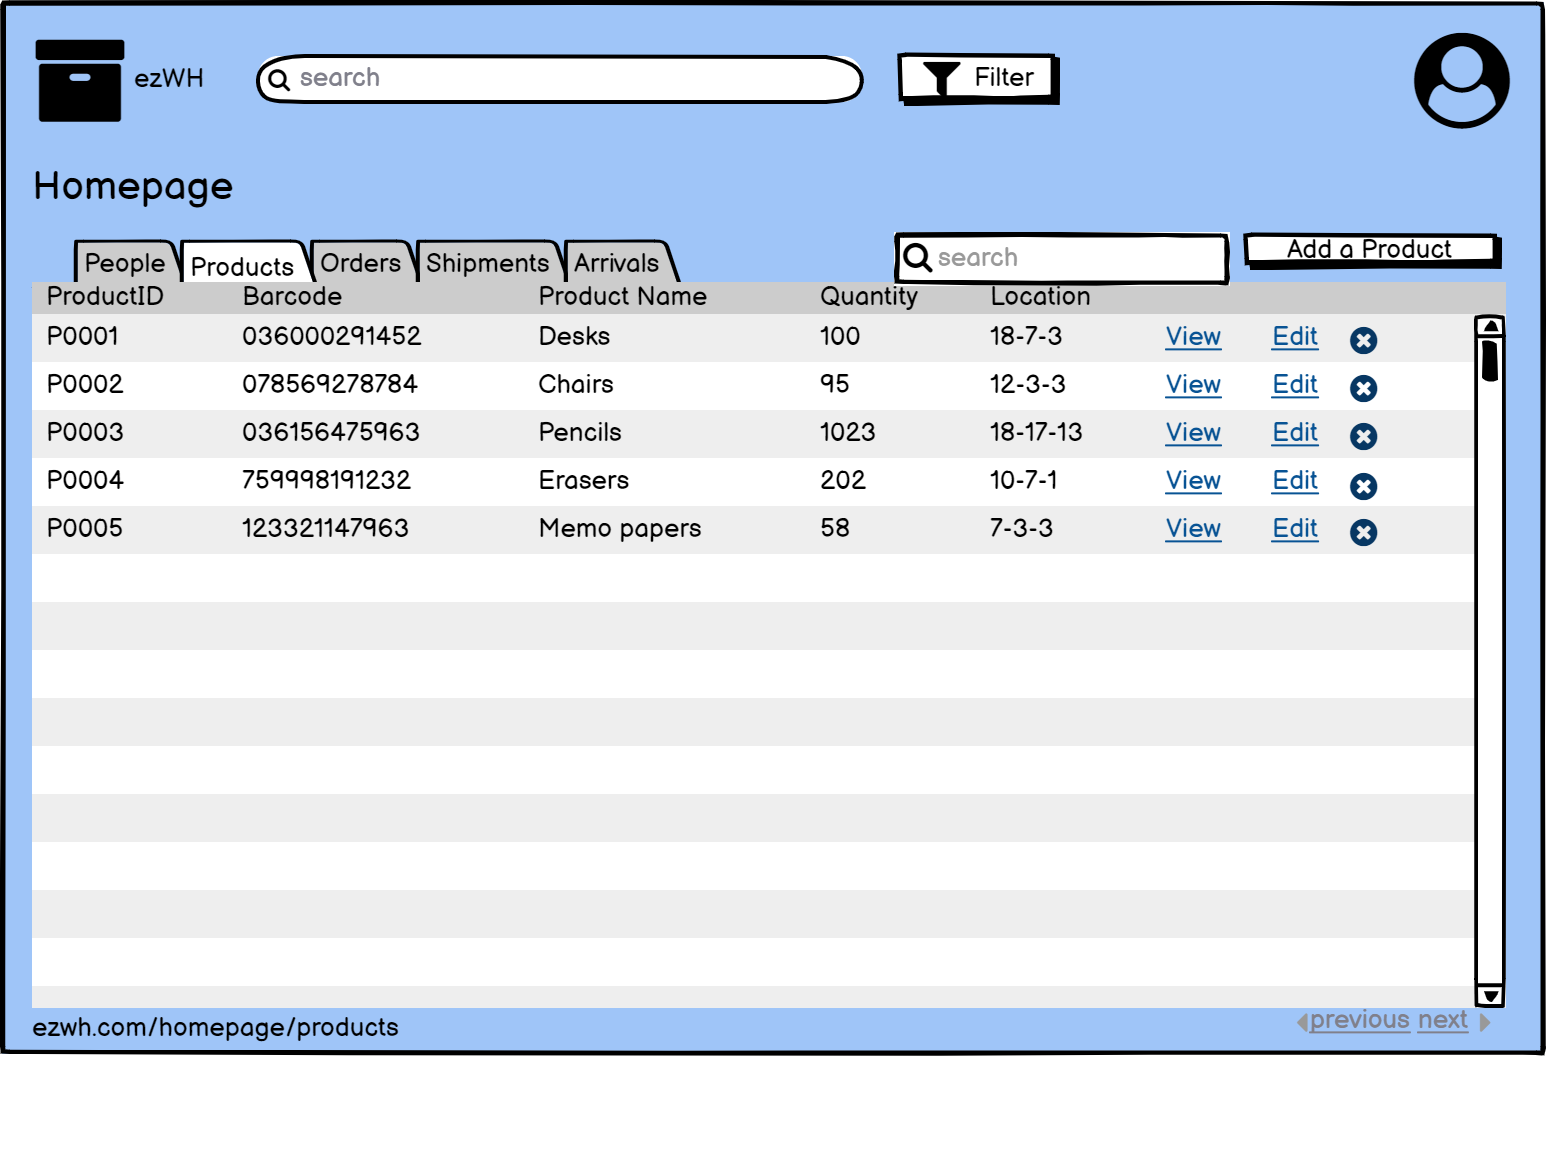 ezWH search Filter
Homepage
People Products Orders Shipments Arrivals search Add a Product
ProductID Barcode Product Name Quantity Location
P0001 036000291452 Desks 100 18-7-3 View Edit
P0002 078569278784 Chairs 95 12-3-3 View Edit
P0003 036156475963 Pencils 1023 18-17-13 View Edit
P0004 759998191232 Erasers 202 10-7-1 View Edit
P0005 123321147963 Memo papers 58 7-3-3 View Edit
ezwh.com/homepage/products previous next